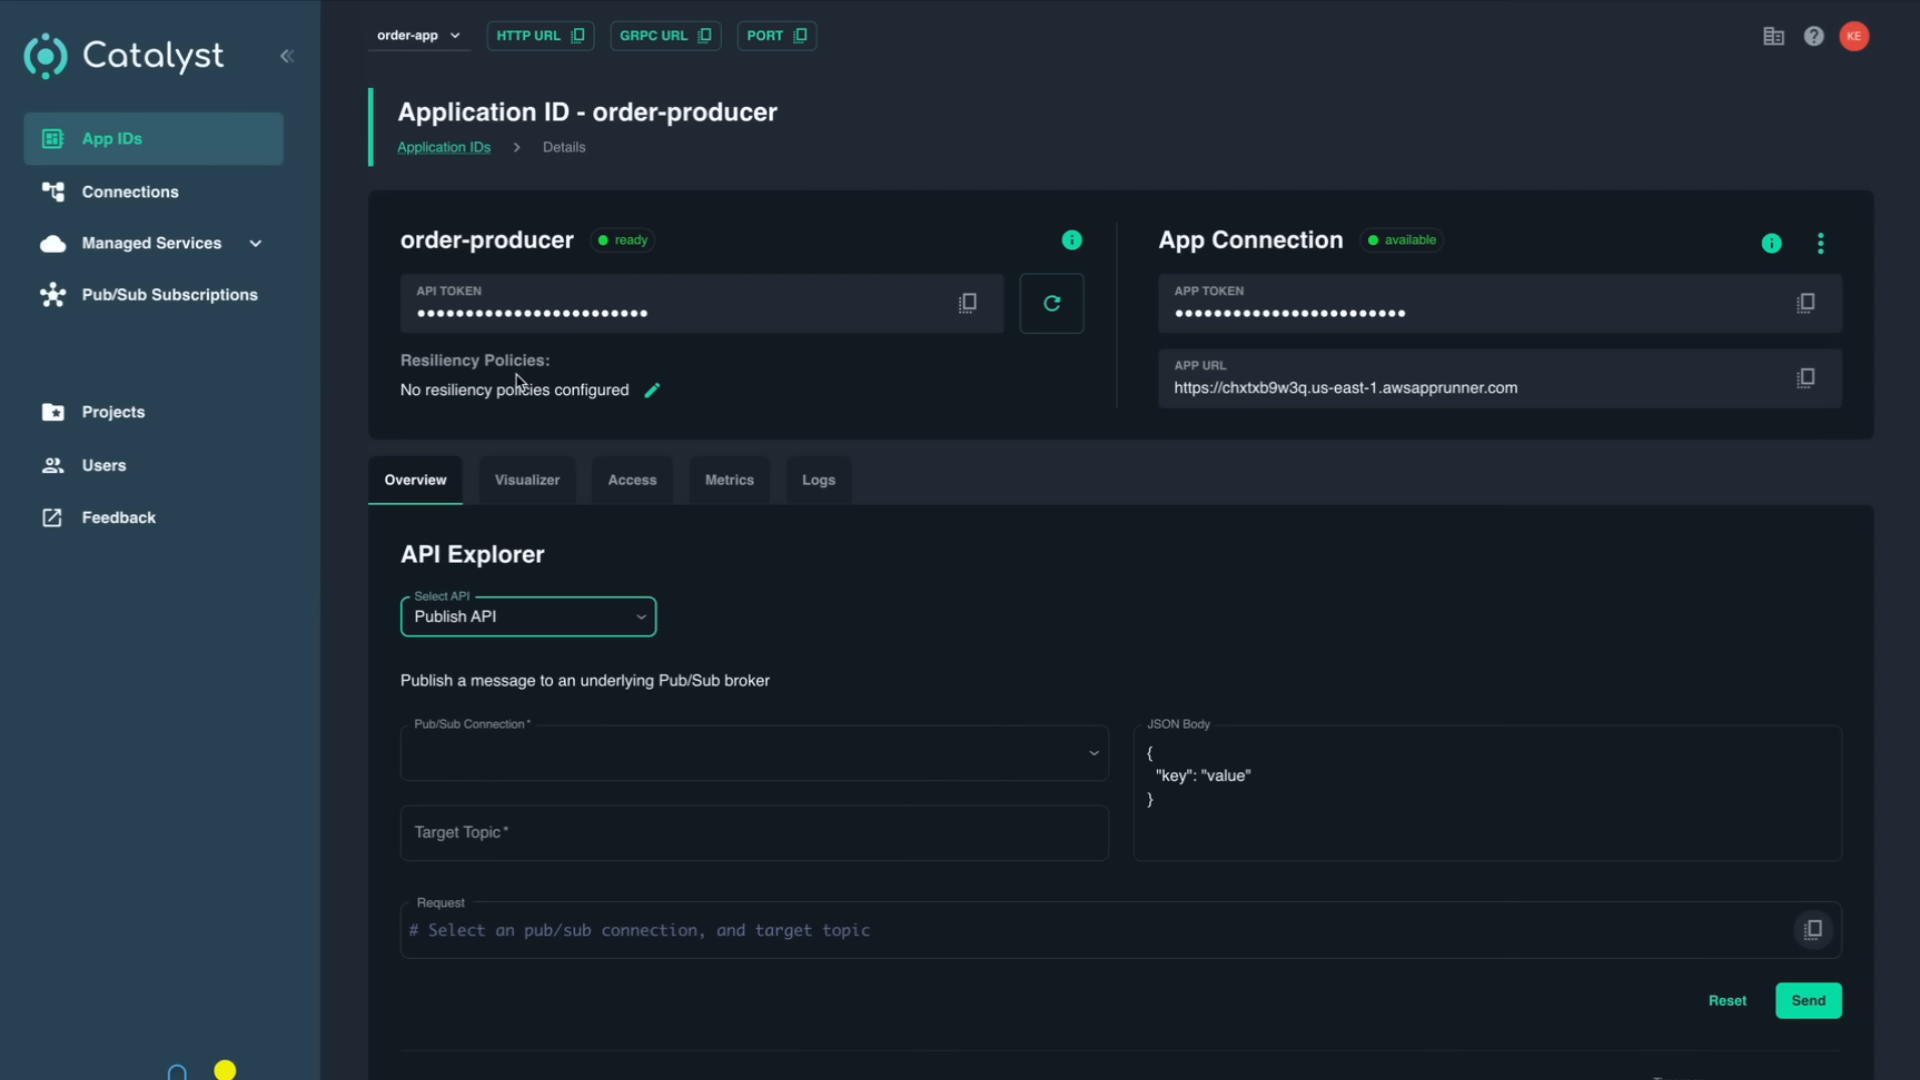 Catalyst
order-app
HTTP URL
GRPC URL
PORT
KE
App IDs
Connections
Managed Services
Pub/Sub Subscriptions
Projects
Users
Feedback
Application ID - order-producer
Application IDs
Details
order-producer
ready
API TOKEN
••••••••••••••••••••••••
Resiliency Policies:
No resiliency policies configured
App Connection
available
APP TOKEN
••••••••••••••••••••••••
APP URL
https://chxtxb9w3q.us-east-1.awsapprunner.com
Overview
Visualizer
Access
Metrics
Logs
API Explorer
Select API
Publish API
Publish a message to an underlying Pub/Sub broker
Pub/Sub Connection*
Target Topic*
JSON Body
{
"key": "value"
}
Request
# Select an pub/sub connection, and target topic
Reset
Send